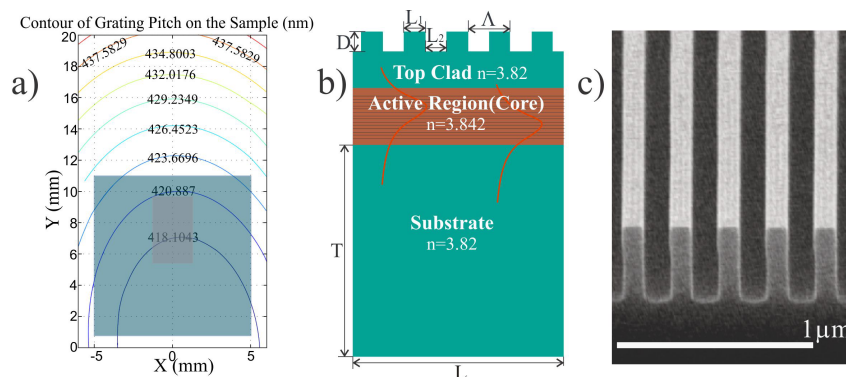 Contour of Grating Pitch on the Sample (nm)
a)
20
18
16
14
12
10
8
6
4
2
0
Y (mm)
-5
0
5
X (mm)
437.5829
437.5829
434.8003
432.0176
429.2349
426.4523
423.6696
420.887
418.1043
b)
D
L1
L2
Λ
Top Clad n=3.82
Active Region(Core)
n=3.842
Substrate
n=3.82
T
L
c)
1μm